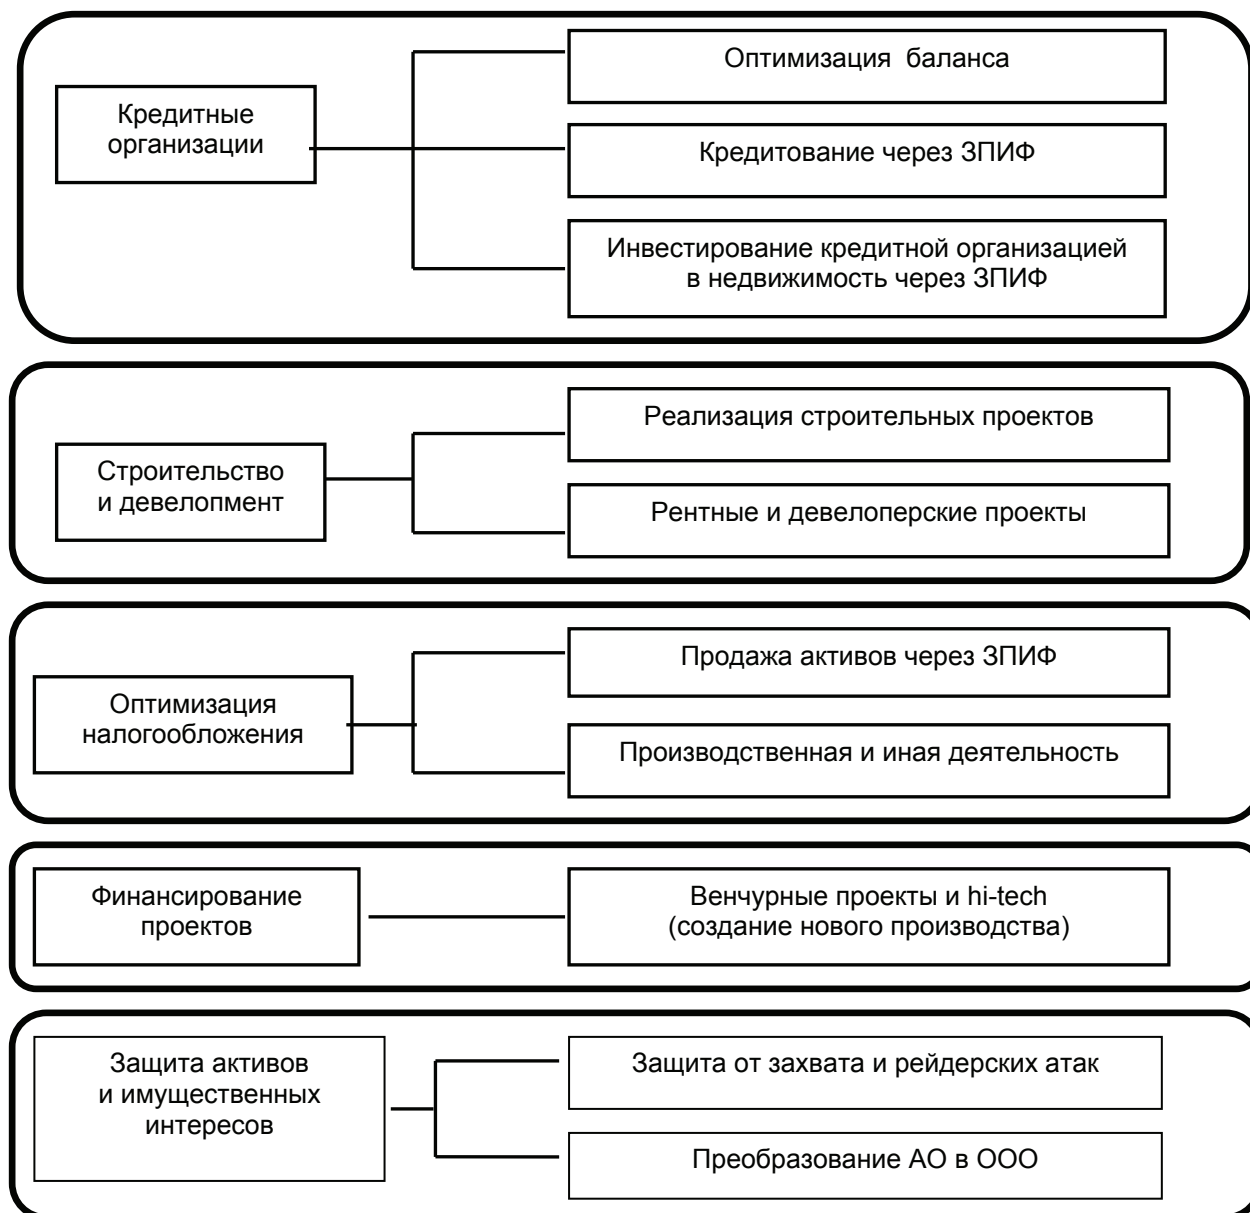 Кредитные
организации
Оптимизация баланса
Кредитование через ЗПИФ
Инвестирование кредитной организацией
в недвижимость через ЗПИФ
Строительство
и девелопмент
Реализация строительных проектов
Рентные и девелоперские проекты
Оптимизация
налогообложения
Продажа активов через ЗПИФ
Производственная и иная деятельность
Финансирование
проектов
Венчурные проекты и hi-tech
(создание нового производства)
Защита активов
и имущественных
интересов
Защита от захвата и рейдерских атак
Преобразование АО в ООО